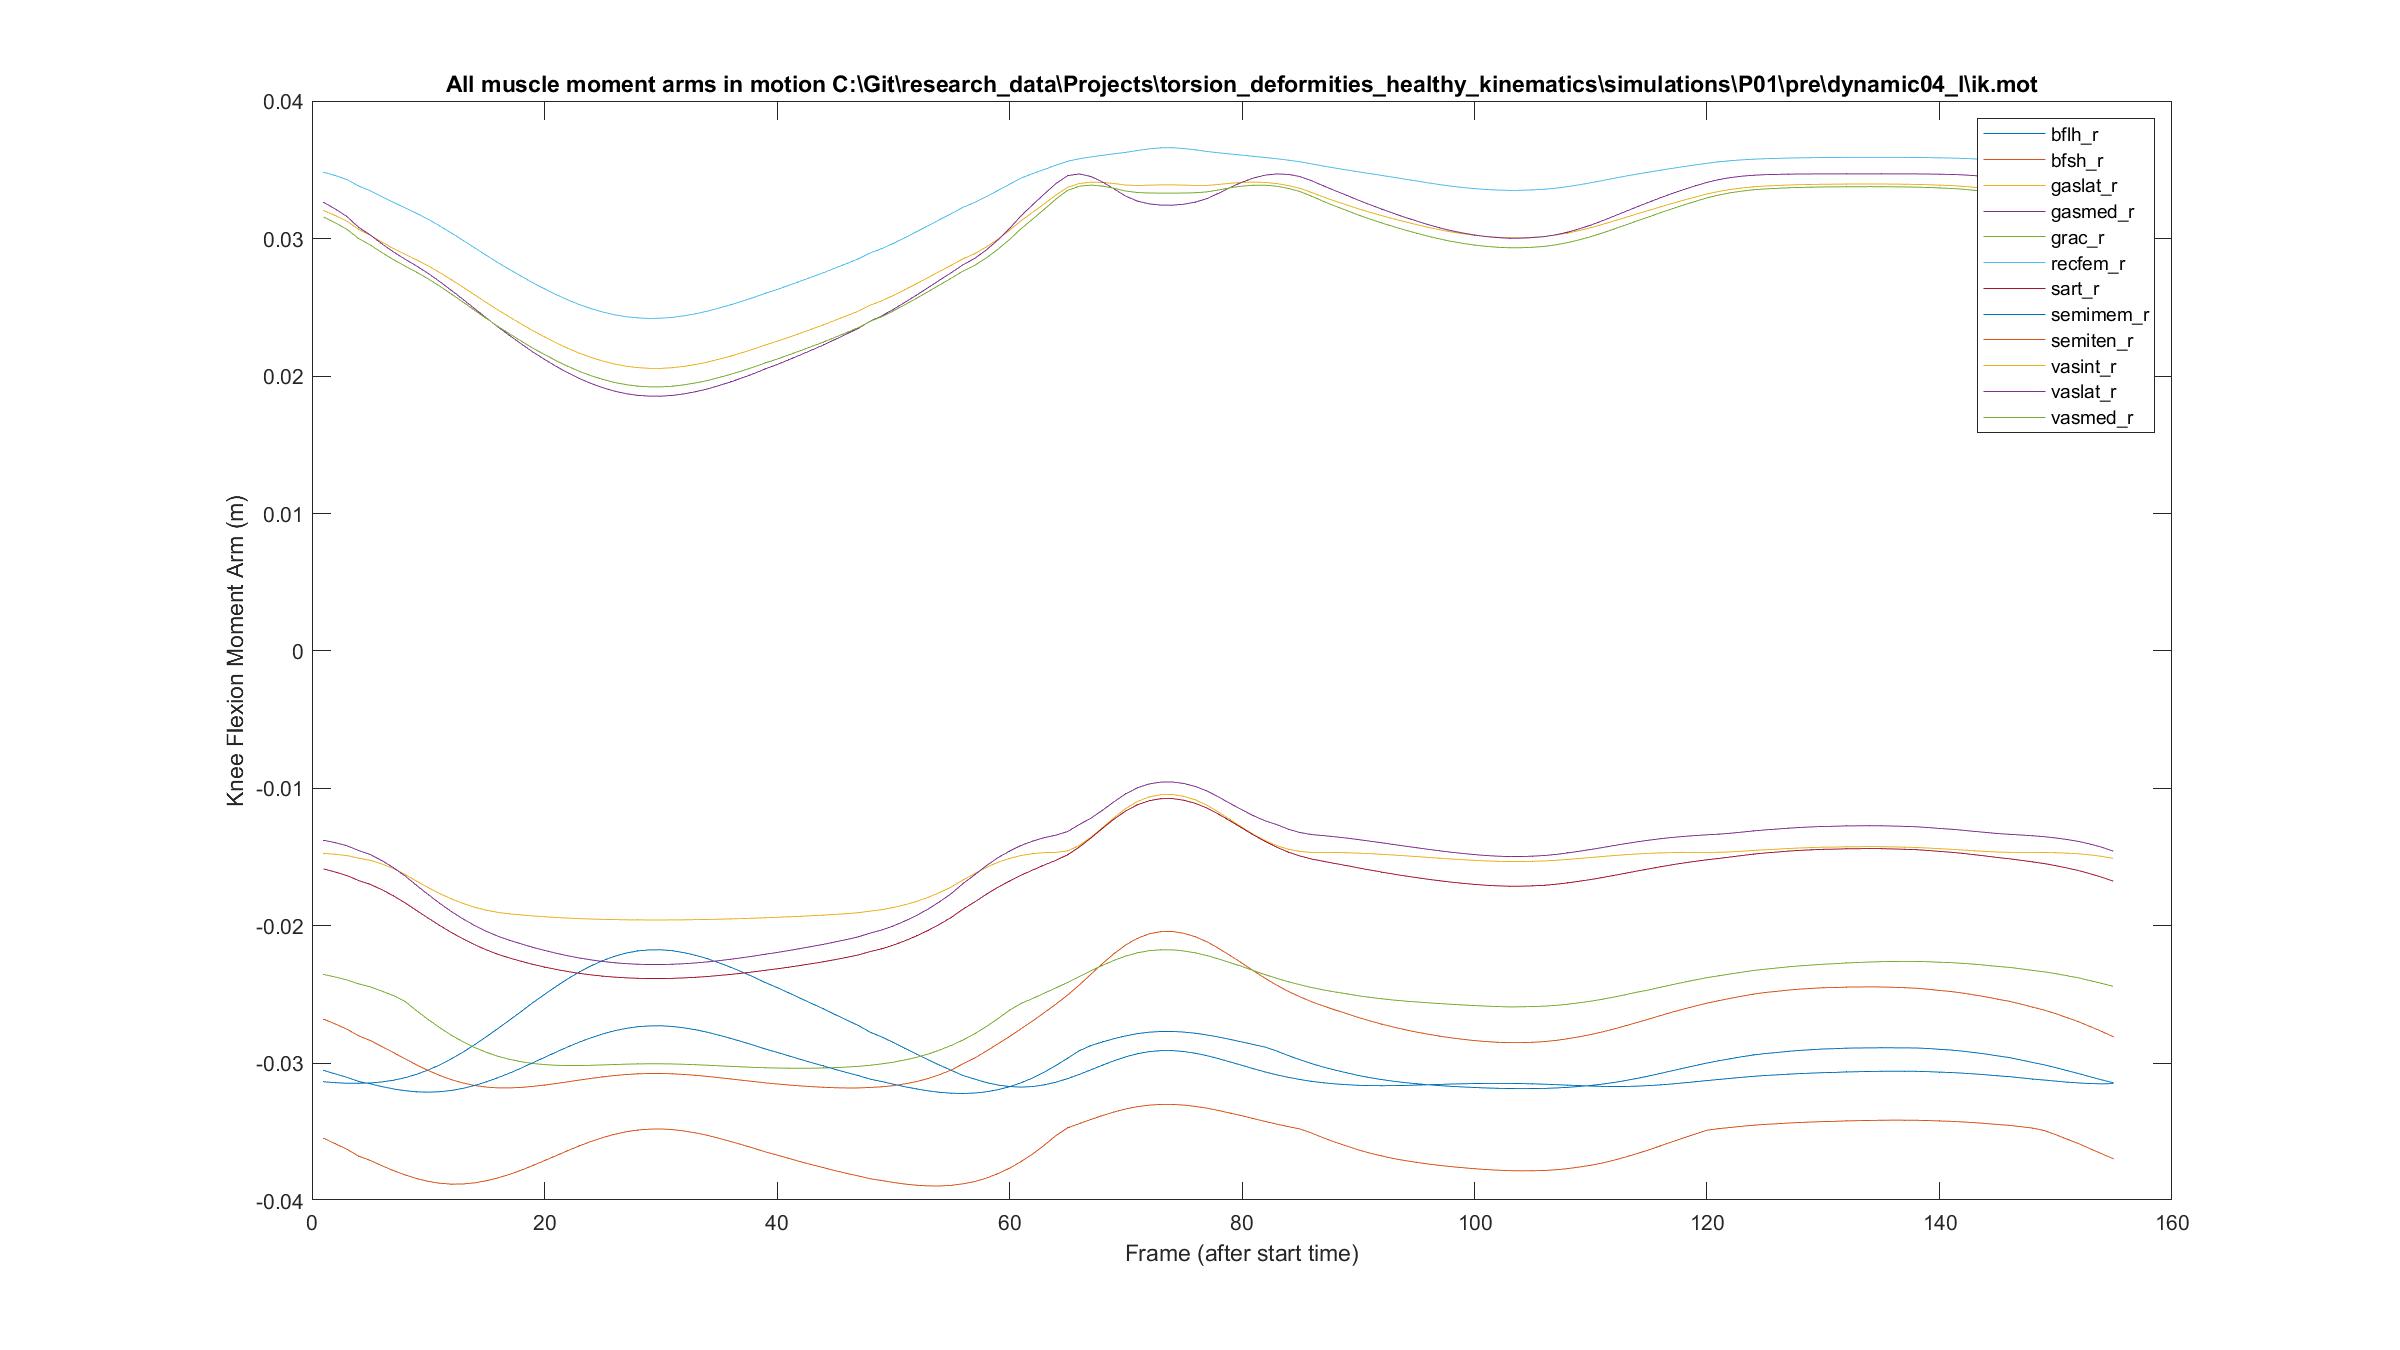 All muscle moment arms in motion C:\Git\research_data\Projects\torsion_deformities_healthy_kinematics\simulations\P01\pre\dynamic04_l\ik.mot
0.04
0.03
0.02
0.01
0
-0.01
-0.02
-0.03
-0.04
Knee Flexion Moment Arm (m)
bflh_r
bfsh_r
gaslat_r
gasmed_r
grac_r
recfem_r
sart_r
semimem_r
semiten_r
vasint_r
vaslat_r
vasmed_r
0 20 40 60 80 100 120 140 160
Frame (after start time)